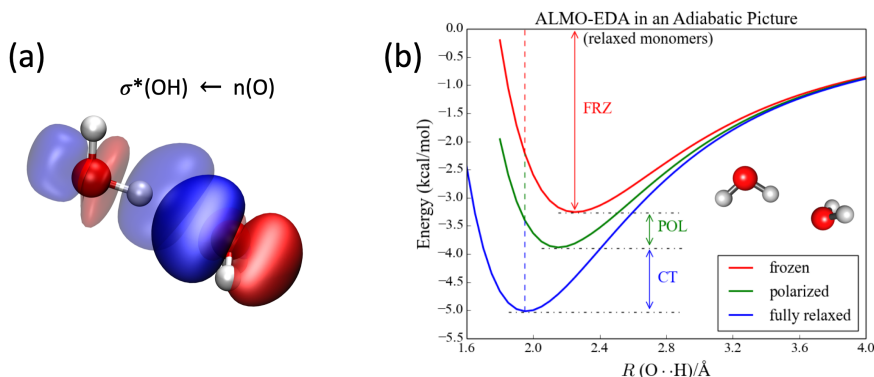 (a)
σ*(OH) ← n(O)
(b)
ALMO-EDA in an Adiabatic Picture
(relaxed monomers)
Energy (kcal/mol)
0.0
−0.5
−1.0
−1.5
−2.0
−2.5
−3.0
−3.5
−4.0
−4.5
−5.0
−5.5
FRZ
POL
CT
frozen
polarized
fully relaxed
1.6 2.0 2.4 2.8 3.2 3.6 4.0
R (O··H)/Å